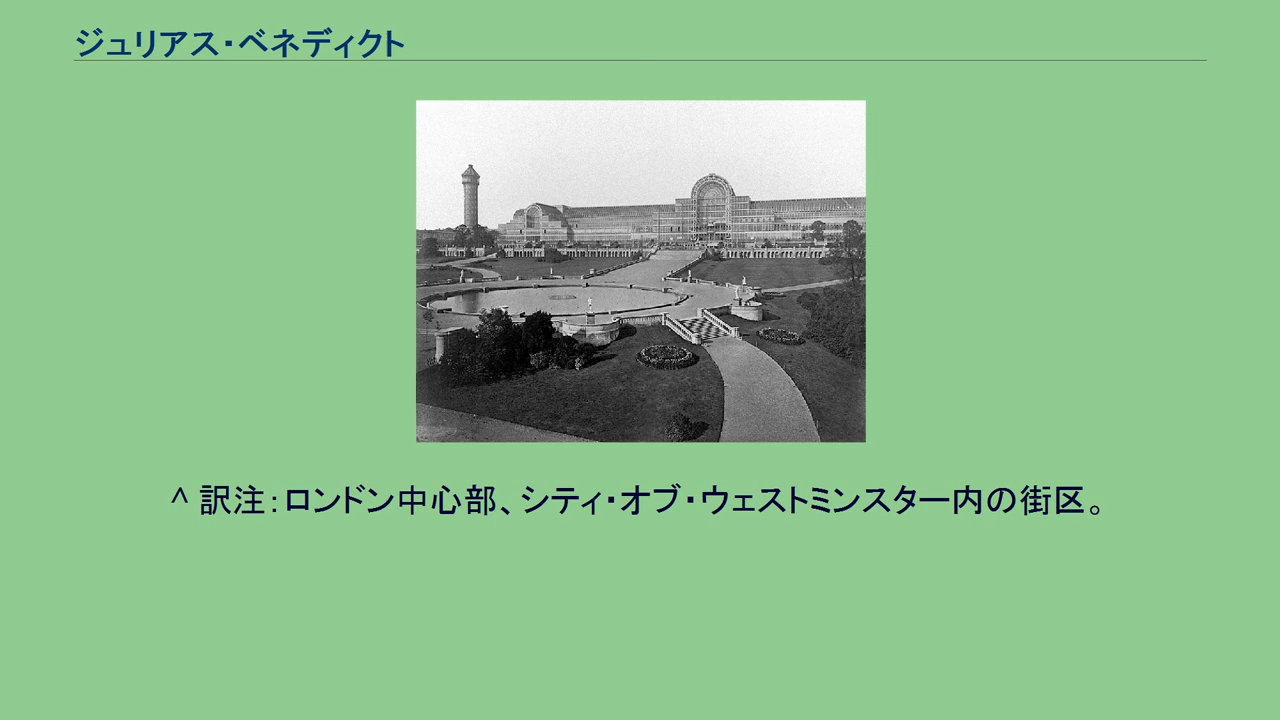 ジュリアス・ベネディクト
^ 訳注：ロンドン中心部、シティ・オブ・ウェストミンスター内の街区。